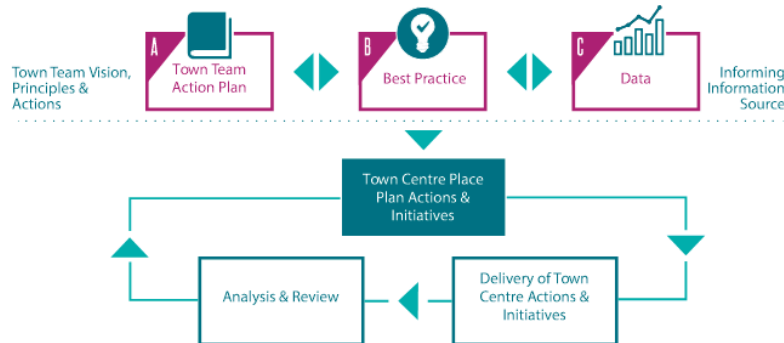 A
B
C
Town Team Vision,
Principles &
Actions
Town Team
Action Plan
Best Practice
Data
Informing
Information
Source
Town Centre Place
Plan Actions &
Initiatives
Analysis & Review
Delivery of Town
Centre Actions &
Initiatives